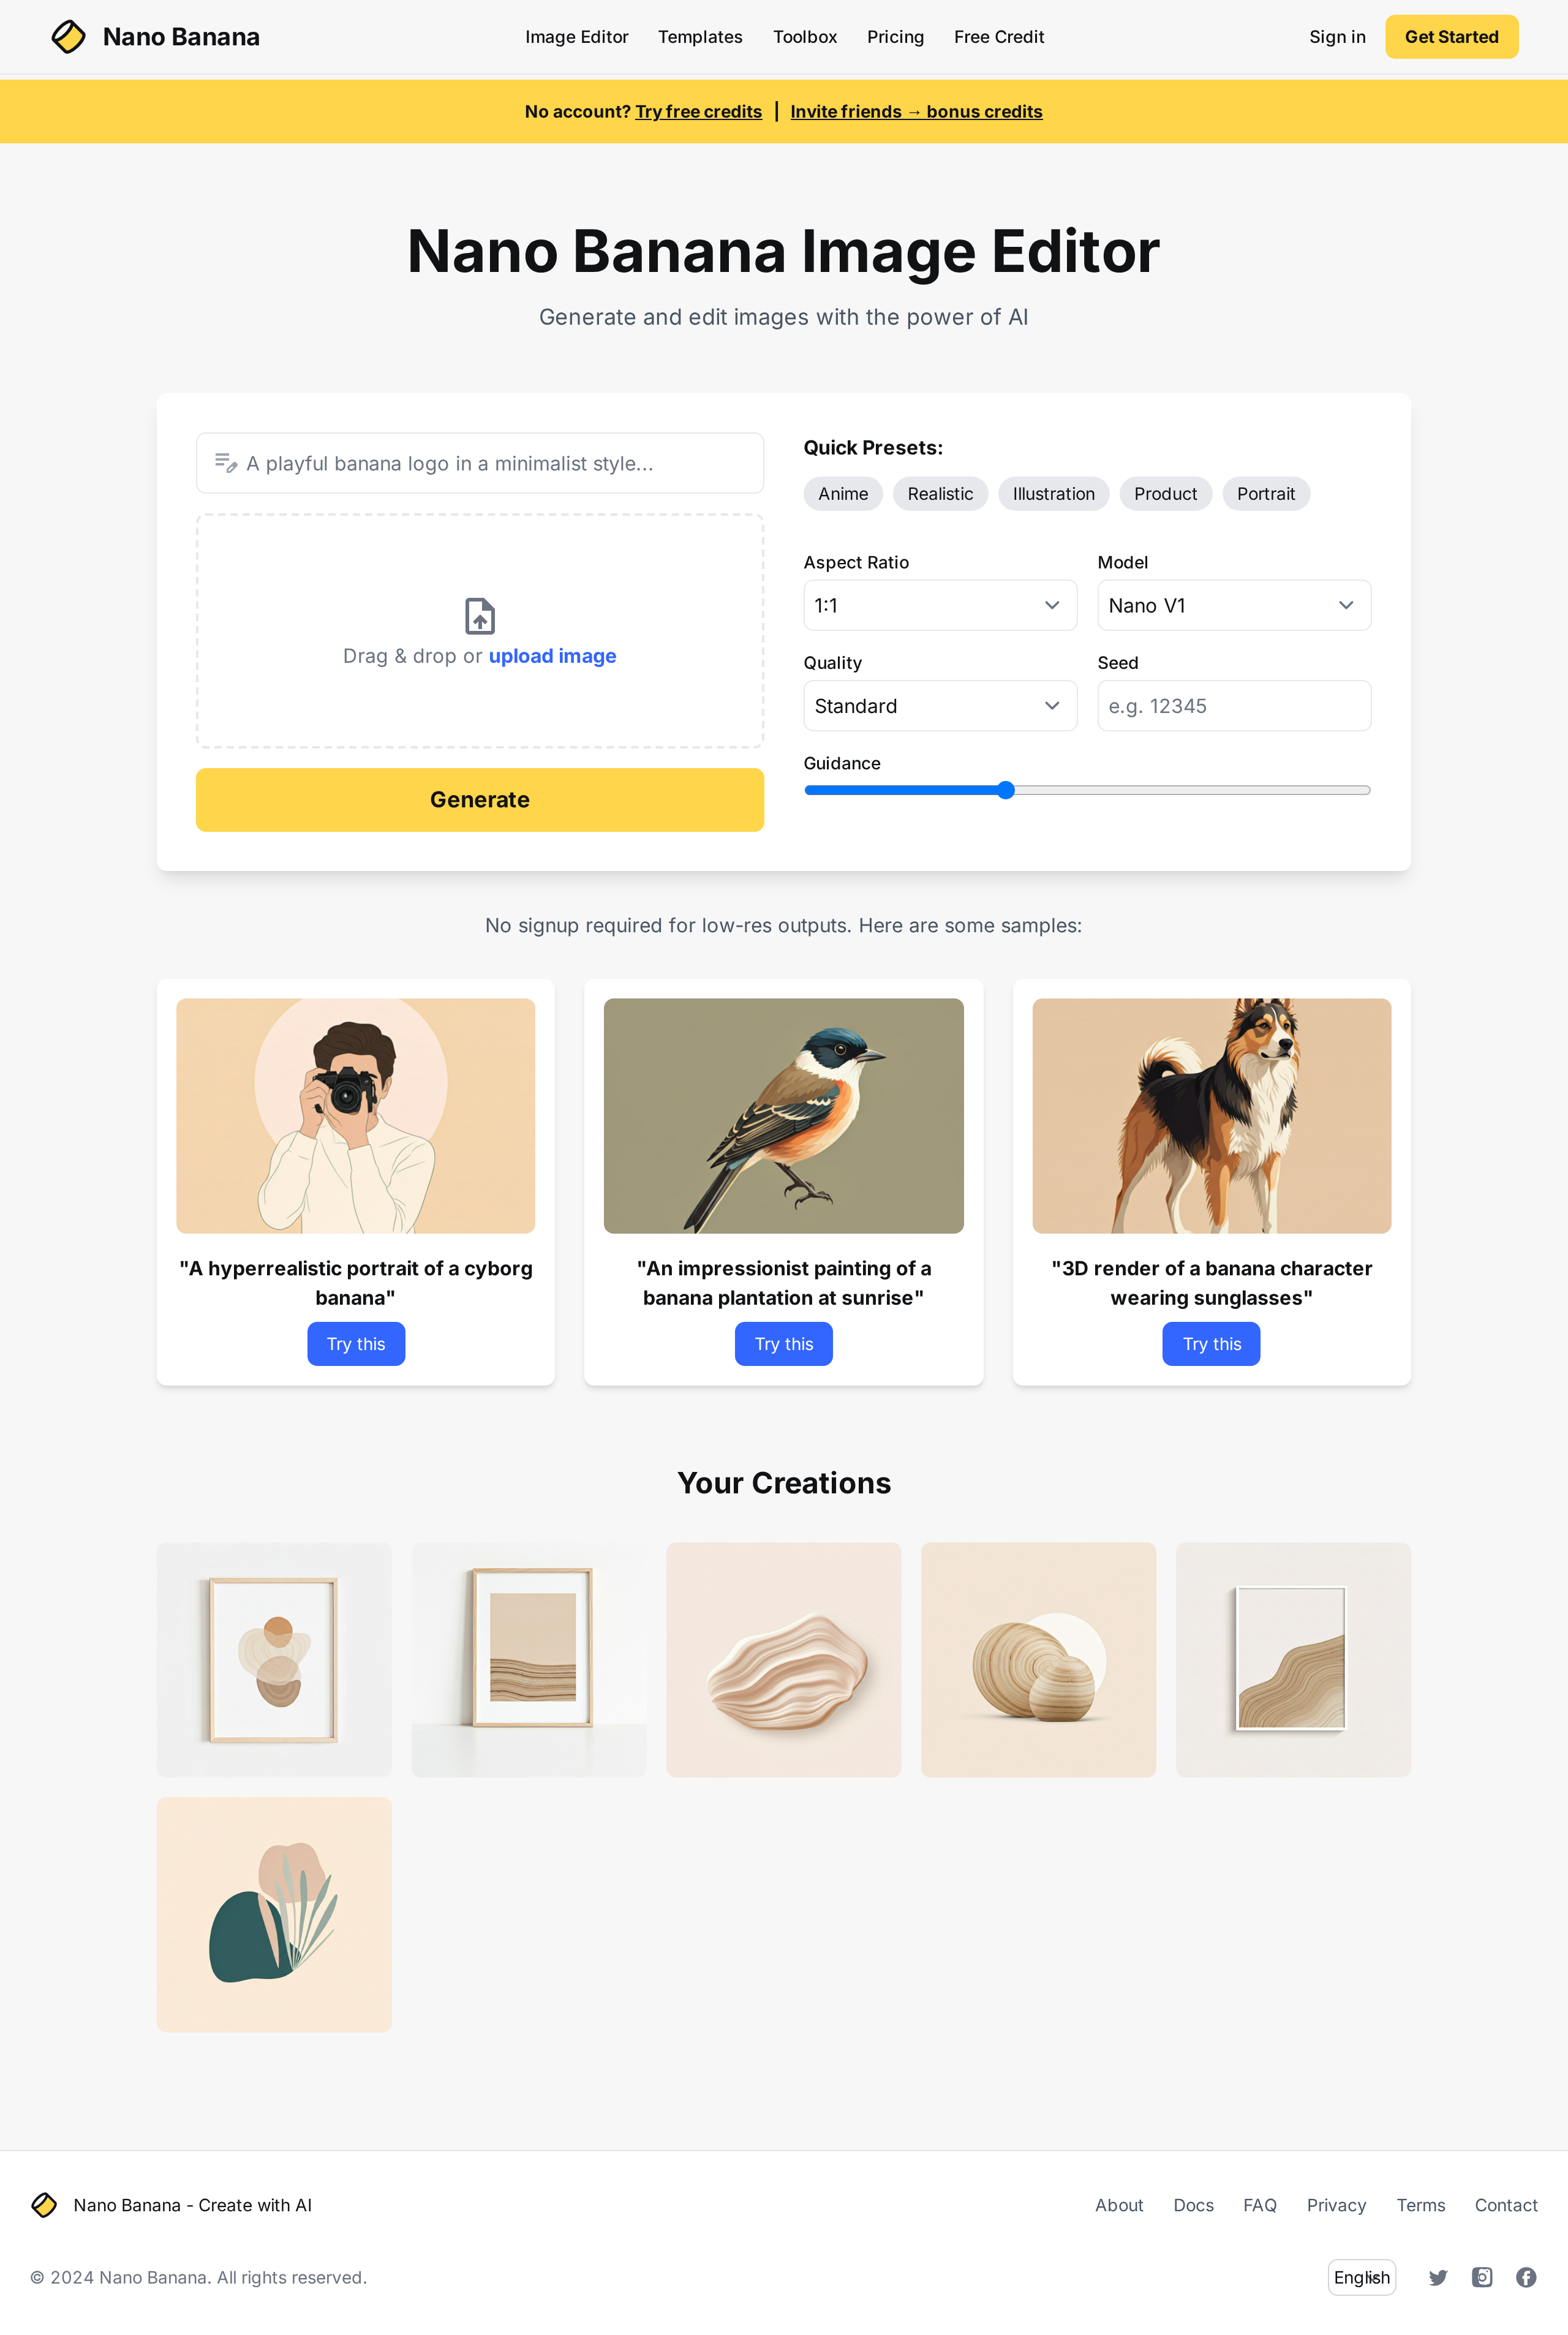 Nano Banana
Image Editor
Templates
Toolbox
Pricing
Free Credit
Sign in
Get Started
No account? Try free credits | Invite friends → bonus credits
Nano Banana Image Editor
Generate and edit images with the power of AI
A playful banana logo in a minimalist style...
Drag & drop or upload image
Generate
Quick Presets:
Anime
Realistic
Illustration
Product
Portrait
Aspect Ratio
1:1
Model
Nano V1
Quality
Standard
Seed
e.g. 12345
Guidance
No signup required for low-res outputs. Here are some samples:
"A hyperrealistic portrait of a cyborg
banana"
Try this
"An impressionist painting of a
banana plantation at sunrise"
Try this
"3D render of a banana character
wearing sunglasses"
Try this
Your Creations
Nano Banana - Create with AI
About
Docs
FAQ
Privacy
Terms
Contact
© 2024 Nano Banana. All rights reserved.
English